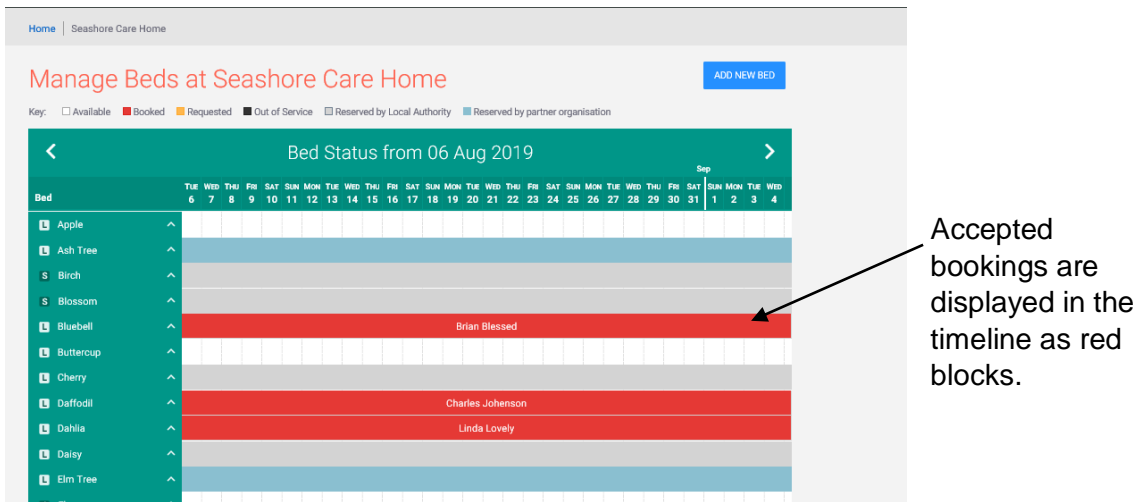 Home | Seashore Care Home
Manage Beds at Seashore Care Home
ADD NEW BED
Key: Available Booked Requested Out of Service Reserved by Local Authority Reserved by partner organisation
Bed Status from 06 Aug 2019
Sep
Bed TUE WED THU FRI SAT SUN MON TUE WED THU FRI SAT SUN MON TUE WED THU FRI SAT SUN MON TUE WED THU FRI SAT SUN MON TUE WED
6 7 8 9 10 11 12 13 14 15 16 17 18 19 20 21 22 23 24 25 26 27 28 29 30 31 1 2 3 4
L Apple
L Ash Tree
S Birch
S Blossom
L Bluebell Brian Blessed
L Buttercup
L Cherry
L Daffodil Charles Johenson
L Dahlia Linda Lovely
L Daisy
L Elm Tree
Accepted
bookings are
displayed in the
timeline as red
blocks.